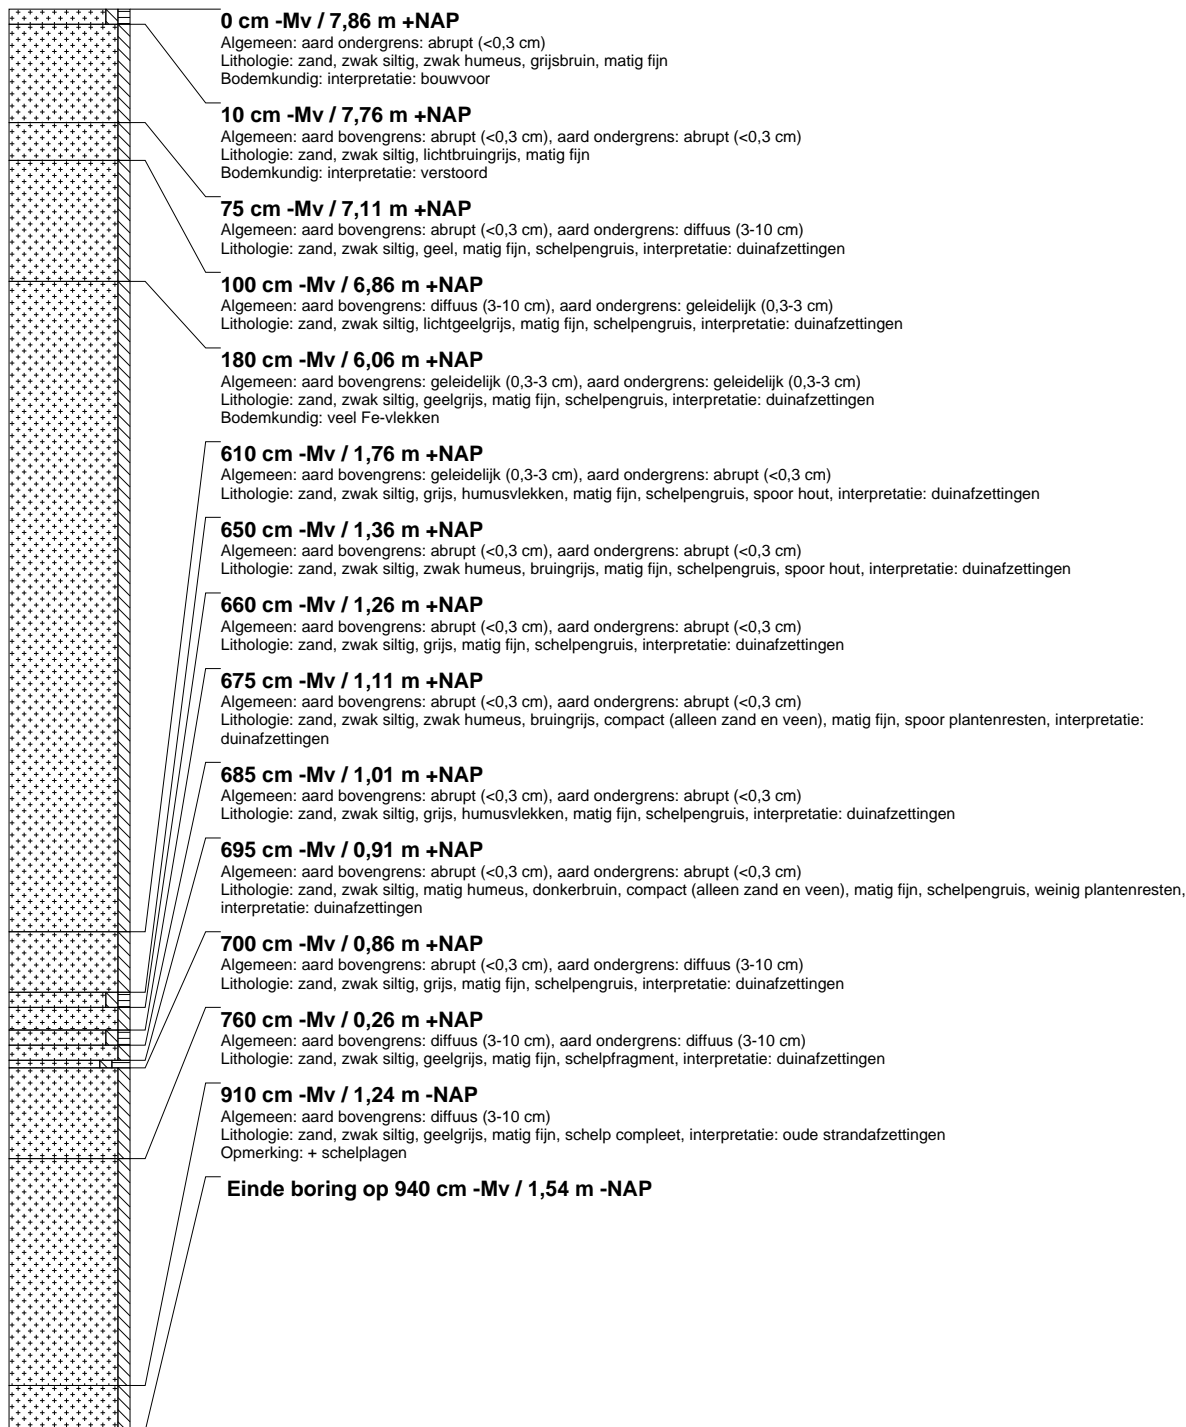 0 cm -Mv / 7,86 m +NAP
Algemeen: aard ondergrens: abrupt (<0,3 cm)
Lithologie: zand, zwak siltig, zwak humeus, grijsbruin, matig fijn
Bodemkundig: interpretatie: bouwvoor
10 cm -Mv / 7,76 m +NAP
Algemeen: aard bovengrens: abrupt (<0,3 cm), aard ondergrens: abrupt (<0,3 cm)
Lithologie: zand, zwak siltig, lichtbruingrijs, matig fijn
Bodemkundig: interpretatie: verstoord
75 cm -Mv / 7,11 m +NAP
Algemeen: aard bovengrens: abrupt (<0,3 cm), aard ondergrens: diffuus (3-10 cm)
Lithologie: zand, zwak siltig, geel, matig fijn, schelpengruis, interpretatie: duinafzettingen
100 cm -Mv / 6,86 m +NAP
Algemeen: aard bovengrens: diffuus (3-10 cm), aard ondergrens: geleidelijk (0,3-3 cm)
Lithologie: zand, zwak siltig, lichtgeelgrijs, matig fijn, schelpengruis, interpretatie: duinafzettingen
180 cm -Mv / 6,06 m +NAP
Algemeen: aard bovengrens: geleidelijk (0,3-3 cm), aard ondergrens: geleidelijk (0,3-3 cm)
Lithologie: zand, zwak siltig, geelgrijs, matig fijn, schelpengruis, interpretatie: duinafzettingen
Bodemkundig: veel Fe-vlekken
610 cm -Mv / 1,76 m +NAP
Algemeen: aard bovengrens: geleidelijk (0,3-3 cm), aard ondergrens: abrupt (<0,3 cm)
Lithologie: zand, zwak siltig, grijs, humusvlekken, matig fijn, schelpengruis, spoor hout, interpretatie: duinafzettingen
650 cm -Mv / 1,36 m +NAP
Algemeen: aard bovengrens: abrupt (<0,3 cm), aard ondergrens: abrupt (<0,3 cm)
Lithologie: zand, zwak siltig, zwak humeus, bruingrijs, matig fijn, schelpengruis, spoor hout, interpretatie: duinafzettingen
660 cm -Mv / 1,26 m +NAP
Algemeen: aard bovengrens: abrupt (<0,3 cm), aard ondergrens: abrupt (<0,3 cm)
Lithologie: zand, zwak siltig, grijs, matig fijn, schelpengruis, interpretatie: duinafzettingen
675 cm -Mv / 1,11 m +NAP
Algemeen: aard bovengrens: abrupt (<0,3 cm), aard ondergrens: abrupt (<0,3 cm)
Lithologie: zand, zwak siltig, zwak humeus, bruingrijs, compact (alleen zand en veen), matig fijn, spoor plantenresten, interpretatie:
duinafzettingen
685 cm -Mv / 1,01 m +NAP
Algemeen: aard bovengrens: abrupt (<0,3 cm), aard ondergrens: abrupt (<0,3 cm)
Lithologie: zand, zwak siltig, grijs, humusvlekken, matig fijn, schelpengruis, interpretatie: duinafzettingen
695 cm -Mv / 0,91 m +NAP
Algemeen: aard bovengrens: abrupt (<0,3 cm), aard ondergrens: abrupt (<0,3 cm)
Lithologie: zand, zwak siltig, matig humeus, donkerbruin, compact (alleen zand en veen), matig fijn, schelpengruis, weinig plantenresten,
interpretatie: duinafzettingen
700 cm -Mv / 0,86 m +NAP
Algemeen: aard bovengrens: abrupt (<0,3 cm), aard ondergrens: diffuus (3-10 cm)
Lithologie: zand, zwak siltig, grijs, matig fijn, schelpengruis, interpretatie: duinafzettingen
760 cm -Mv / 0,26 m +NAP
Algemeen: aard bovengrens: diffuus (3-10 cm), aard ondergrens: diffuus (3-10 cm)
Lithologie: zand, zwak siltig, geelgrijs, matig fijn, schelpfragment, interpretatie: duinafzettingen
910 cm -Mv / 1,24 m -NAP
Algemeen: aard bovengrens: diffuus (3-10 cm)
Lithologie: zand, zwak siltig, geelgrijs, matig fijn, schelp compleet, interpretatie: oude strandafzettingen
Opmerking: + schelplagen
Einde boring op 940 cm -Mv / 1,54 m -NAP